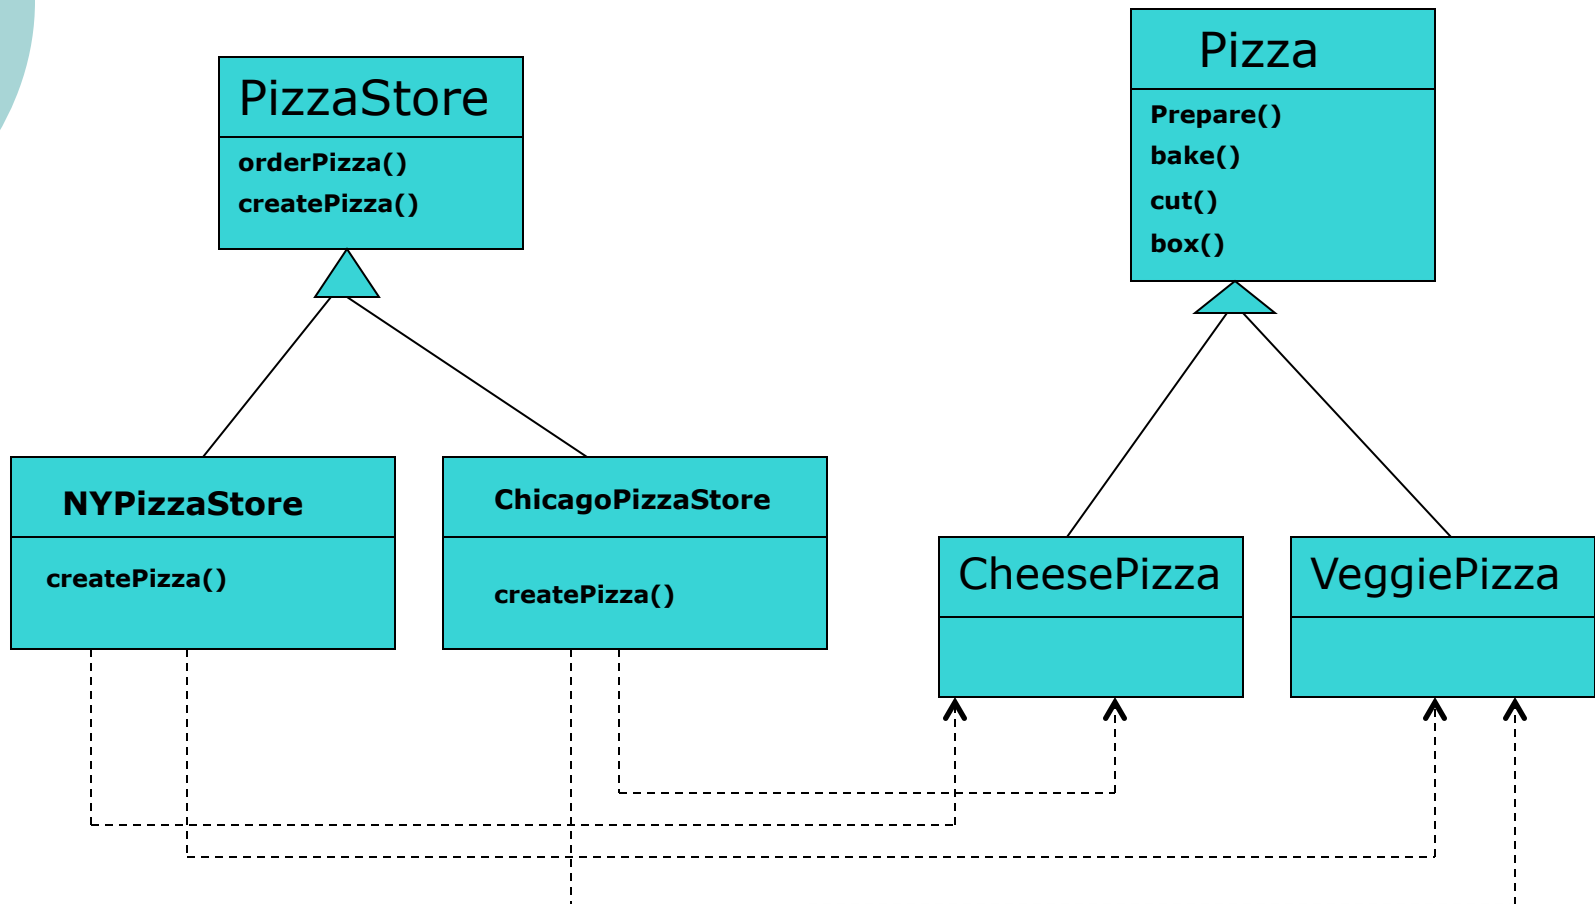 PizzaStore
orderPizza()
createPizza()
Pizza
Prepare()
bake()
cut()
box()
NYPizzaStore
createPizza()
ChicagoPizzaStore
createPizza()
CheesePizza
VeggiePizza